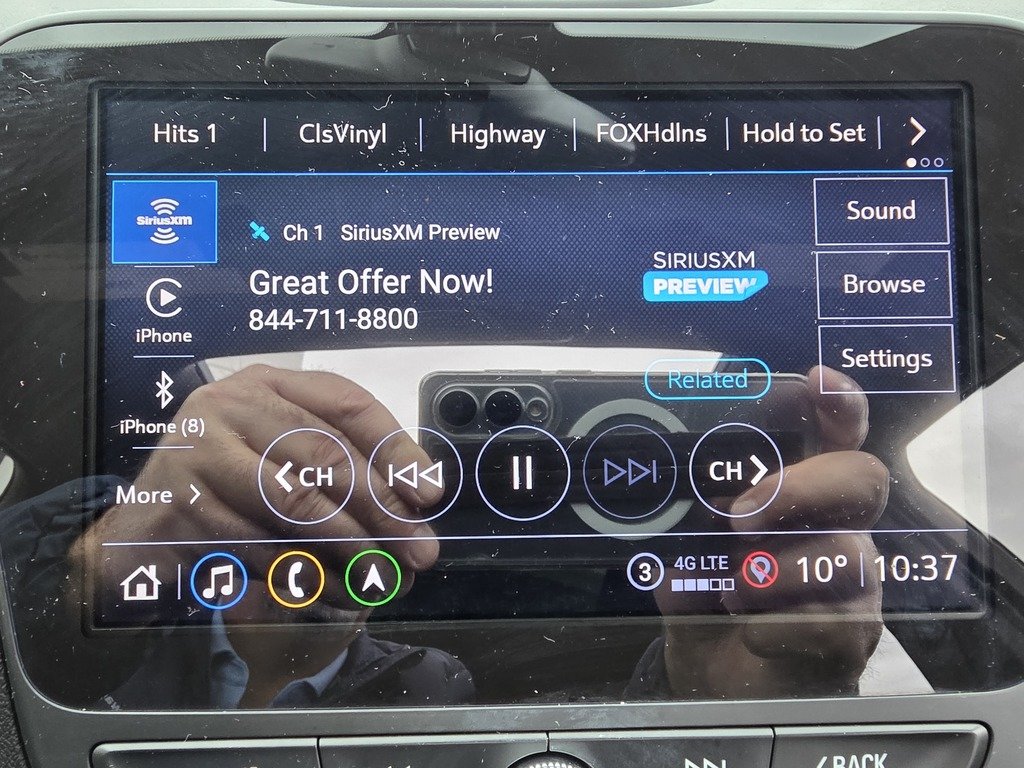 Hits 1 ClsVinyl Highway FOXHdlns Hold to Set
SiriusXM
Ch 1 SiriusXM Preview
Great Offer Now!
844-711-8800
SIRIUSXM
PREVIEW
Sound
Browse
Settings
iPhone
iPhone (8)
More
Related
CH
CH
3 4G LTE 10° 10:37
BACK